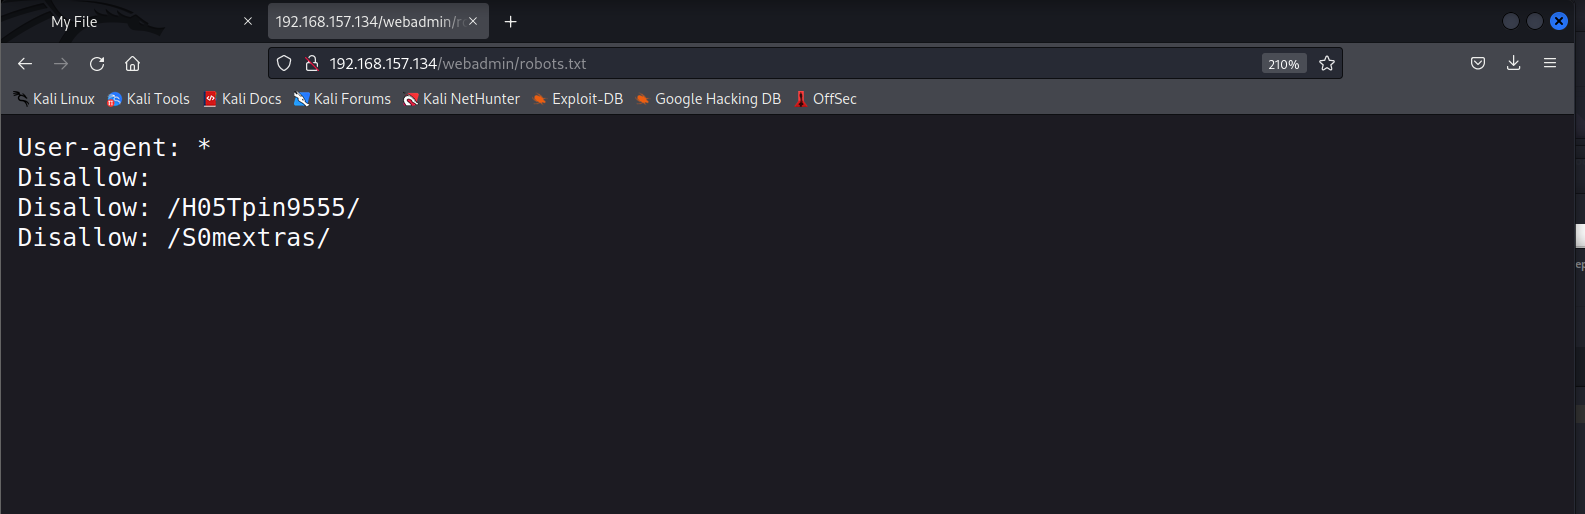 My File
192.168.157.134/webadmin/ro
192.168.157.134/webadmin/robots.txt
210%
Kali Linux
Kali Tools
Kali Docs
Kali Forums
Kali NetHunter
Exploit-DB
Google Hacking DB
OffSec
User-agent: *
Disallow:
Disallow: /H05Tpin9555/
Disallow: /S0mextras/
ep